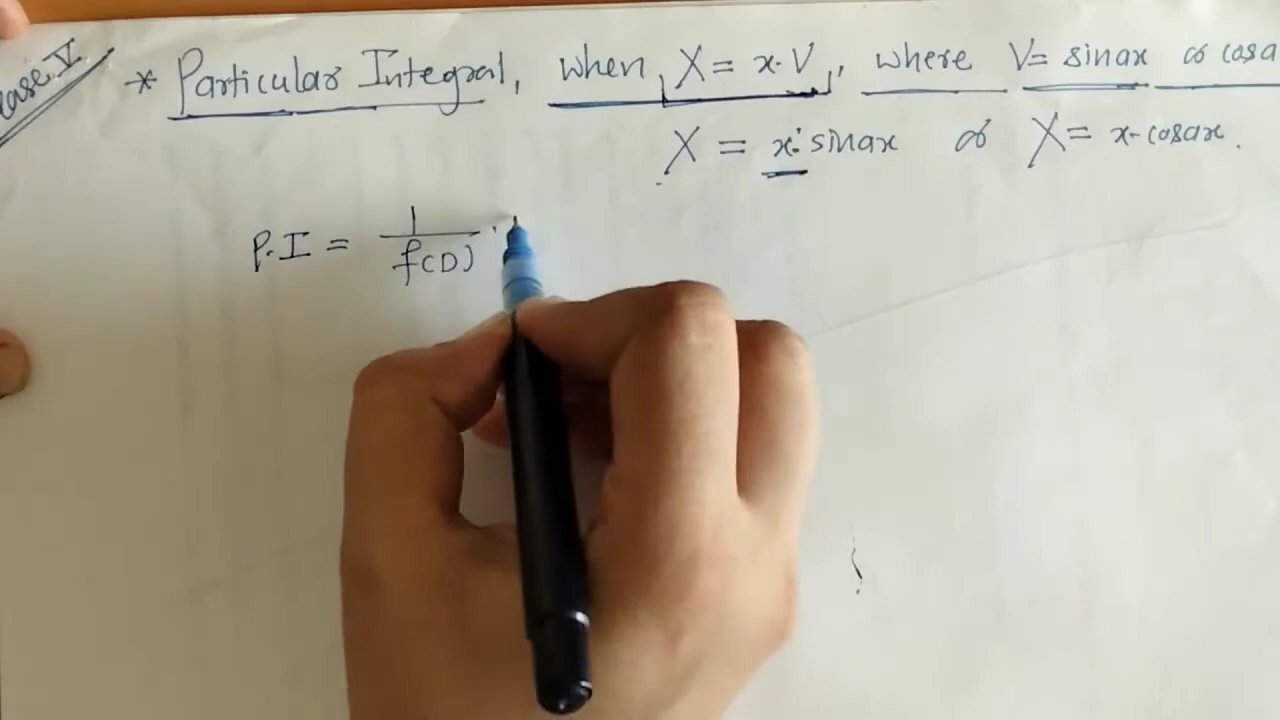 Case V
* Particular Integral, when X = x·V, where V = sinax or cosa
X = x·sinax or X = x·cosax.
P.I = 1/f(D) ·